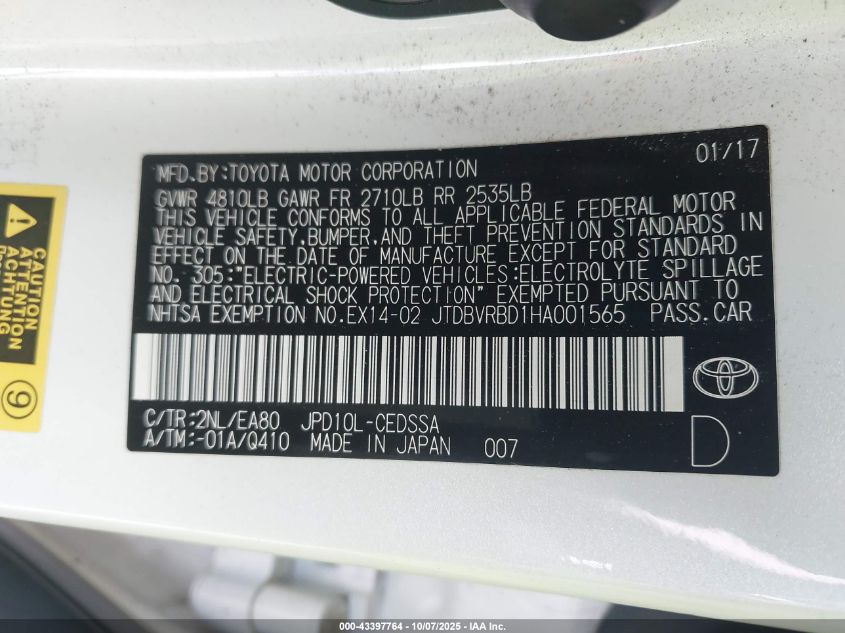 MFD.BY:TOYOTA MOTOR CORPORATION 01/17
GVWR 4810LB GAWR FR 2710LB RR 2535LB
THIS VEHICLE CONFORMS TO ALL APPLICABLE FEDERAL MOTOR
VEHICLE SAFETY,BUMPER,AND THEFT PREVENTION STANDARDS IN
EFFECT ON THE DATE OF MANUFACTURE EXCEPT FOR STANDARD
NO. 305:"ELECTRIC-POWERED VEHICLES:ELECTROLYTE SPILLAGE
AND ELECTRICAL SHOCK PROTECTION" EXEMPTED PURSUANT TO
NHTSA EXEMPTION NO.EX14-02 JTDBVRBD1HA001565 PASS.CAR
C/TR:2NL/EA80 JPD10L-CEDSSA
A/TM:-01A/Q410 MADE IN JAPAN 007
D
CAUTION
ATTENTION
ACHTUNG
9
000-43397764 - 10/07/2025 - IAA Inc.